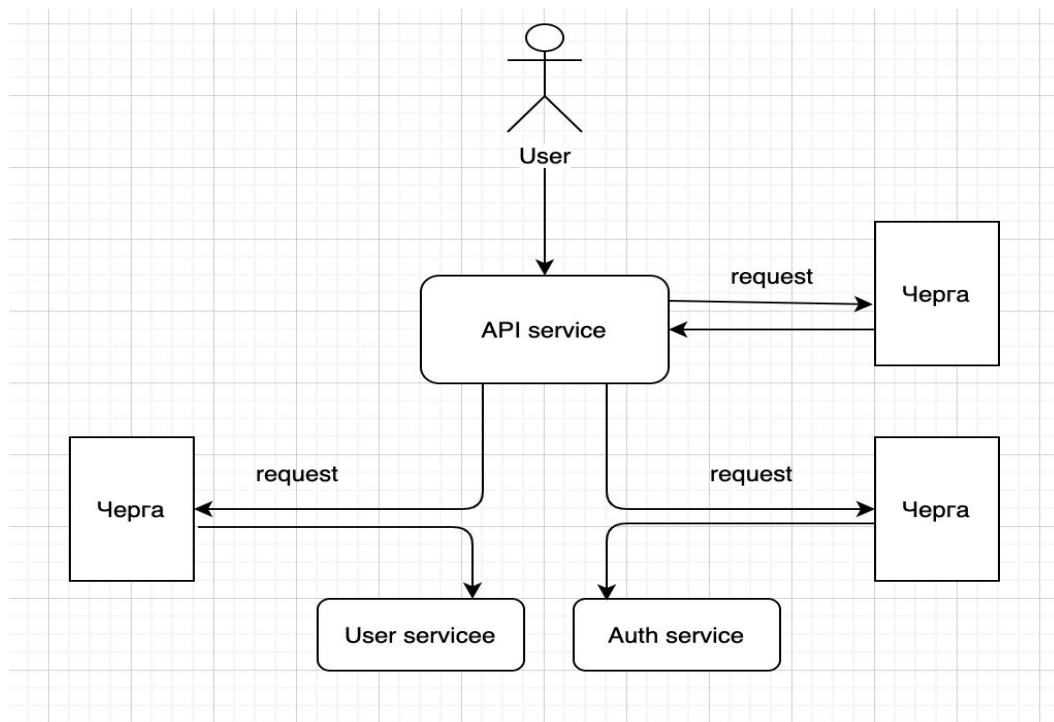 User
request
Черга
API service
request
request
Черга
Черга
User servicee
Auth service